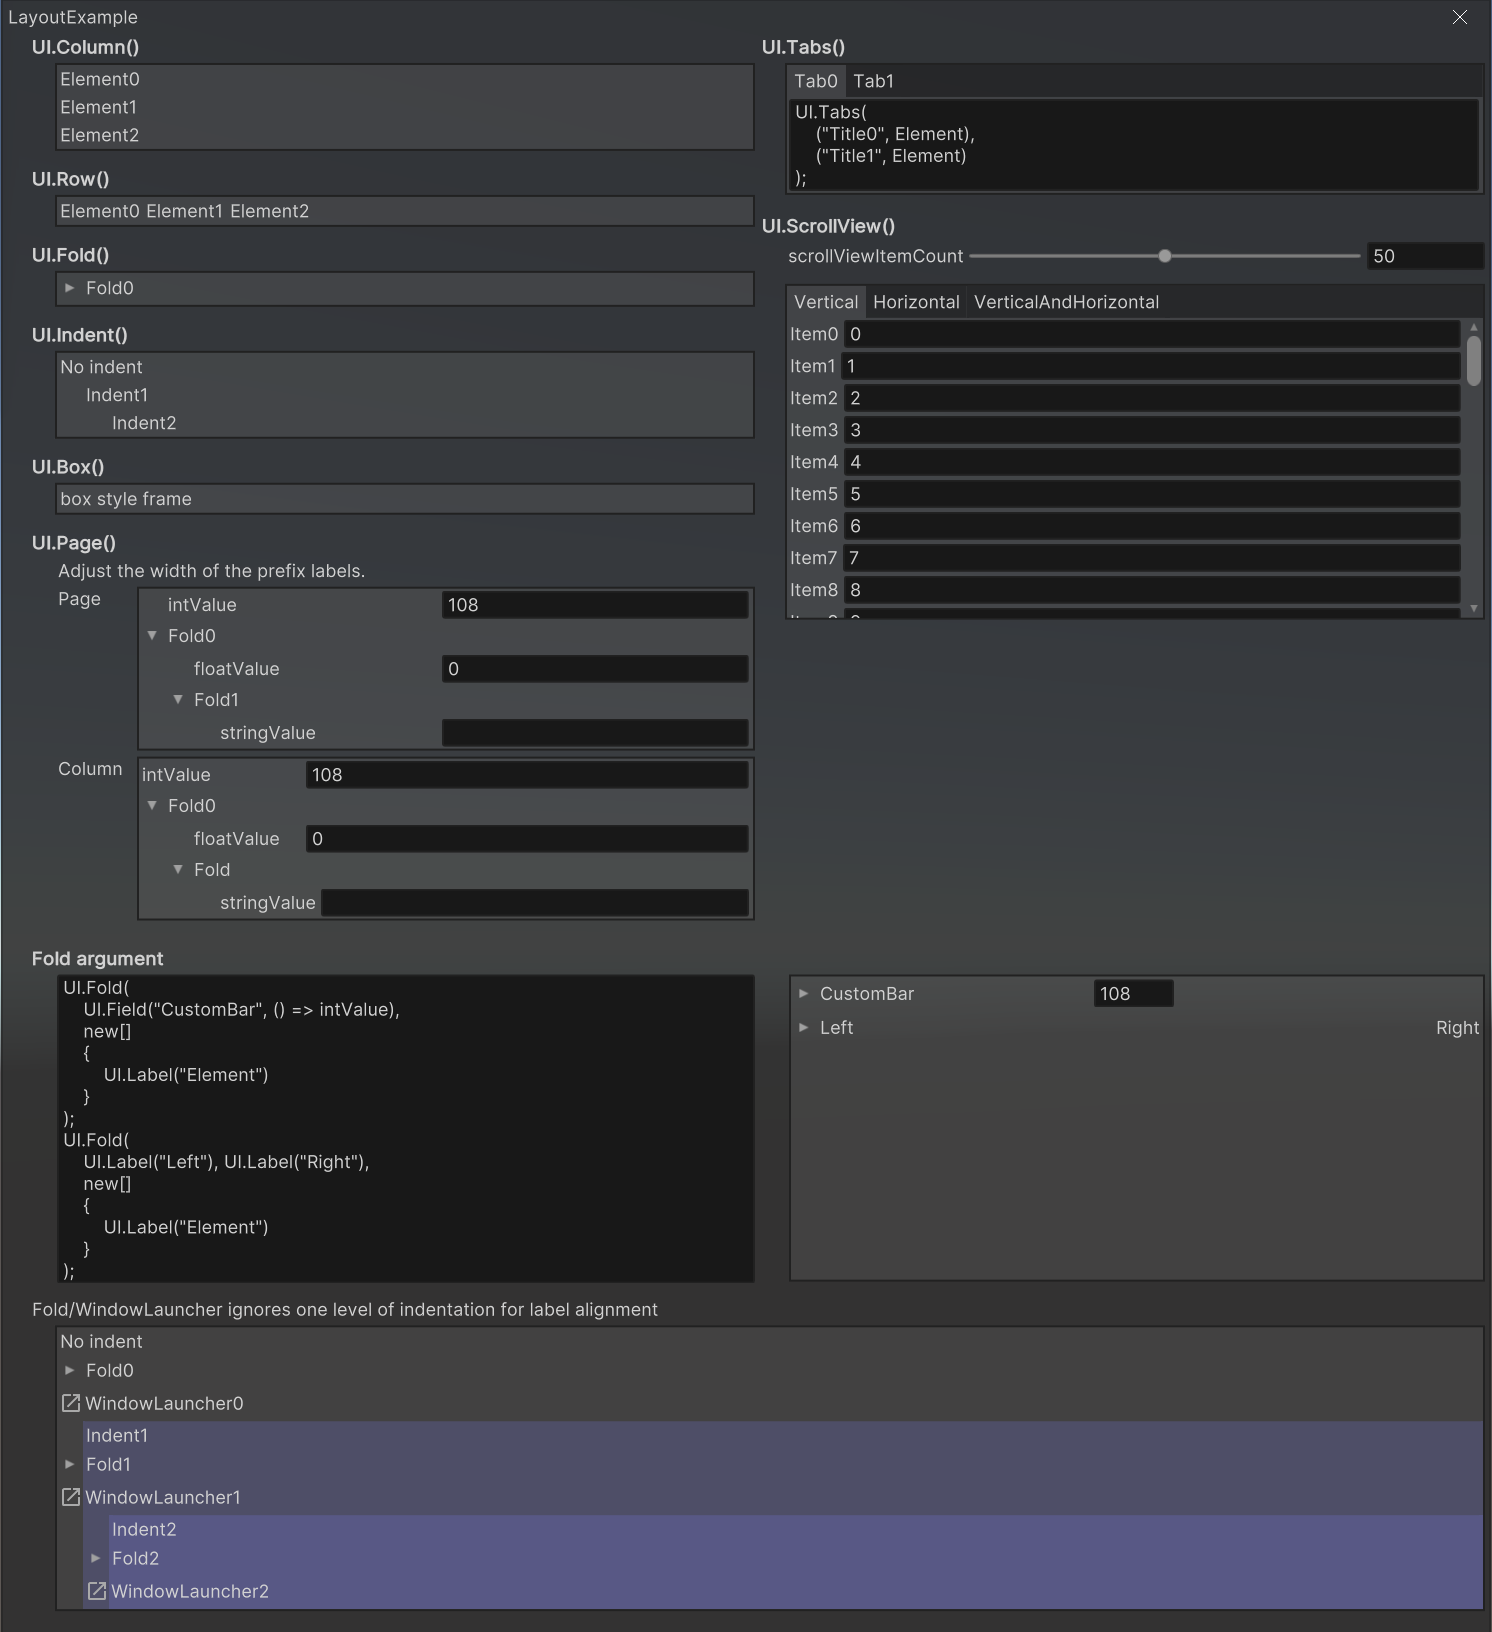 LayoutExample
UI.Column()
Element0
Element1
Element2
UI.Row()
Element0 Element1 Element2
UI.Fold()
Fold0
UI.Indent()
No indent
Indent1
Indent2
UI.Box()
box style frame
UI.Page()
Adjust the width of the prefix labels.
Page
intValue 108
Fold0
floatValue 0
Fold1
stringValue
Column
intValue 108
Fold0
floatValue 0
Fold
stringValue
UI.Tabs()
Tab0 Tab1
UI.Tabs(
("Title0", Element),
("Title1", Element)
);
UI.ScrollView()
scrollViewItemCount 50
Vertical Horizontal VerticalAndHorizontal
Item0 0
Item1 1
Item2 2
Item3 3
Item4 4
Item5 5
Item6 6
Item7 7
Item8 8
Fold argument
UI.Fold(
UI.Field("CustomBar", () => intValue),
new[]
{
UI.Label("Element")
}
);
UI.Fold(
UI.Label("Left"), UI.Label("Right"),
new[]
{
UI.Label("Element")
}
);
CustomBar 108
Left Right
Fold/WindowLauncher ignores one level of indentation for label alignment
No indent
Fold0
WindowLauncher0
Indent1
Fold1
WindowLauncher1
Indent2
Fold2
WindowLauncher2